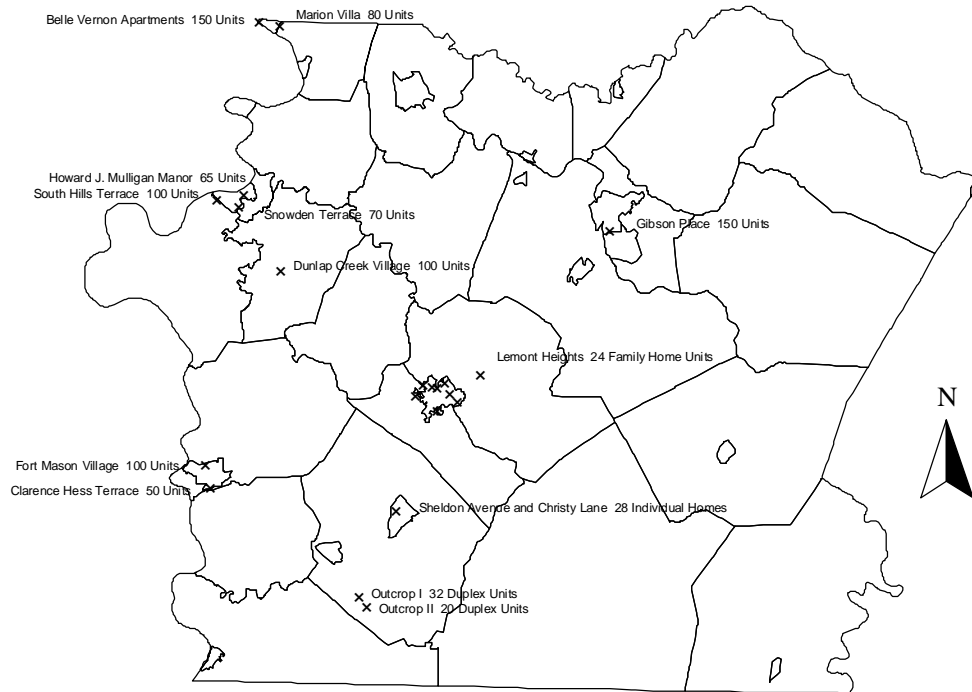 Belle Vernon Apartments 150 Units
Marion Villa 80 Units
Howard J. Mulligan Manor 65 Units
South Hills Terrace 100 Units
Snowden Terrace 70 Units
Gibson Place 150 Units
Dunlap Creek Village 100 Units
Lemont Heights 24 Family Home Units
N
Fort Mason Village 100 Units
Clarence Hess Terrace 50 Units
Sheldon Avenue and Christy Lane 28 Individual Homes
Outcrop I 32 Duplex Units
Outcrop II 20 Duplex Units